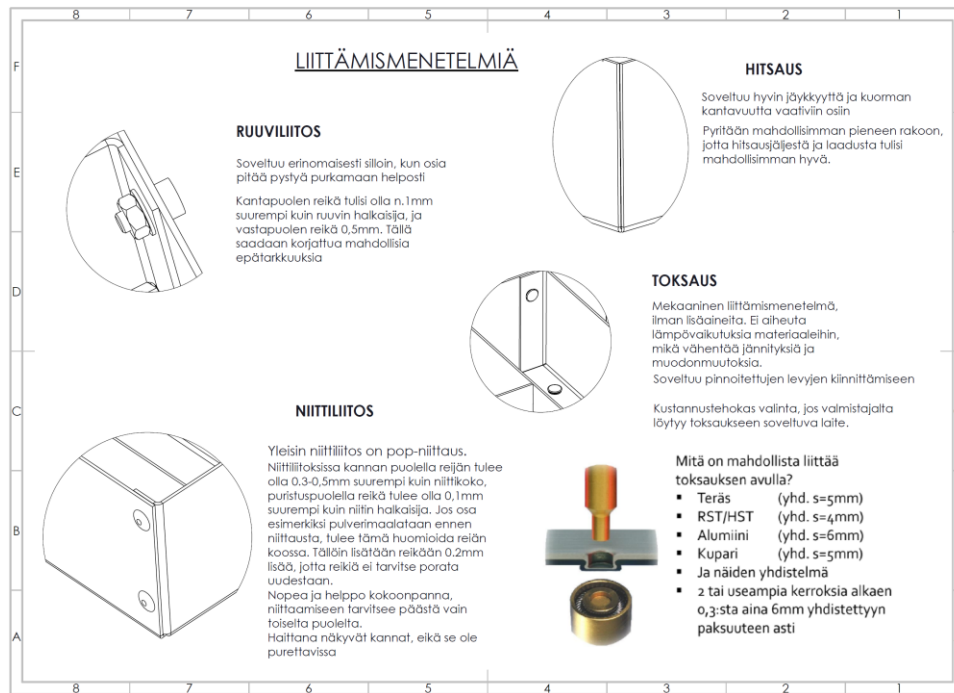 8 7 6 5 4 3 2 1
F
E
D
C
B
A
LIITTÄMISMENETELMIÄ
RUUVILIITOS
Soveltuu erinomaisesti silloin, kun osia
pitää pystyä purkamaan helposti
Kantapuolen reikä tulisi olla n.1mm
suurempi kuin ruuvin halkaisija, ja
vastapuolen reikä 0,5mm. Tällä
saadaan korjattua mahdollisia
epätarkkuuksia
HITSAUS
Soveltuu hyvin jäykkyyttä ja kuorman
kantavuutta vaativiin osiin
Pyritään mahdollisimman pieneen rakoon,
jotta hitsausjäljestä ja laadusta tulisi
mahdollisimman hyvä.
TOKSAUS
Mekaaninen liittämismenetelmä,
ilman lisäaineita. Ei aiheuta
lämpövaikutuksia materiaaleihin,
mikä vähentää jännityksiä ja
muodonmuutoksia.
Soveltuu pinnoitettujen levyjen kiinnittämiseen
Kustannustehokas valinta, jos valmistajalta
löytyy toksaukseen soveltuva laite.
NIITTILIITOS
Yleisin niittiliitos on pop-niittaus.
Niittiliitoksissa kannan puolella reijän tulee
olla 0.3-0,5mm suurempi kuin niittikoko,
puristuspuolella reikä tulee olla 0,1mm
suurempi kuin niitin halkaisija. Jos osa
esimerkiksi pulverimaalataan ennen
niittausta, tulee tämä huomioida reiän
koossa. Tällöin lisätään reikään 0.2mm
lisää, jotta reikiä ei tarvitse porata
uudestaan.
Nopea ja helppo kokoonpanna,
niittaamiseen tarvitsee päästä vain
toiselta puolelta.
Haittana näkyvät kannat, eikä se ole
purettavissa
Mitä on mahdollista liittää
toksauksen avulla?
▪ Teräs (yhd. s=5mm)
▪ RST/HST (yhd. s=4mm)
▪ Alumiini (yhd. s=6mm)
▪ Kupari (yhd. s=5mm)
▪ Ja näiden yhdistelmä
▪ 2 tai useampia kerroksia alkaen
0,3:sta aina 6mm yhdistettyyn
paksuuteen asti
8 7 6 5 4 3 2 1